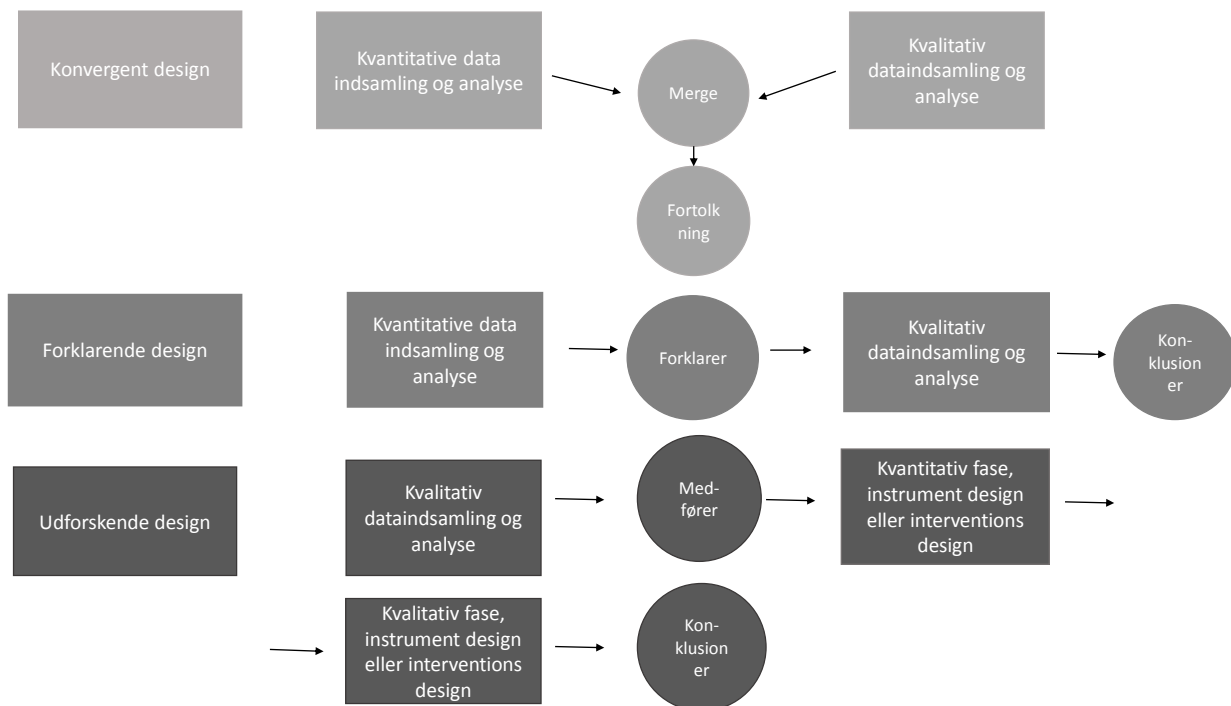 Konvergent design
Kvantitative data
indsamling og analyse
Merge
Kvalitativ
dataindsamling og
analyse
Fortolk
ning
Forklarende design
Kvantitative data
indsamling og
analyse
Forklarer
Kvalitativ
dataindsamling og
analyse
Kon-
klusion
er
Udforskende design
Kvalitativ
dataindsamling og
analyse
Med-
fører
Kvantitativ fase,
instrument design
eller interventions
design
Kvalitativ fase,
instrument design
eller interventions
design
Kon-
klusion
er